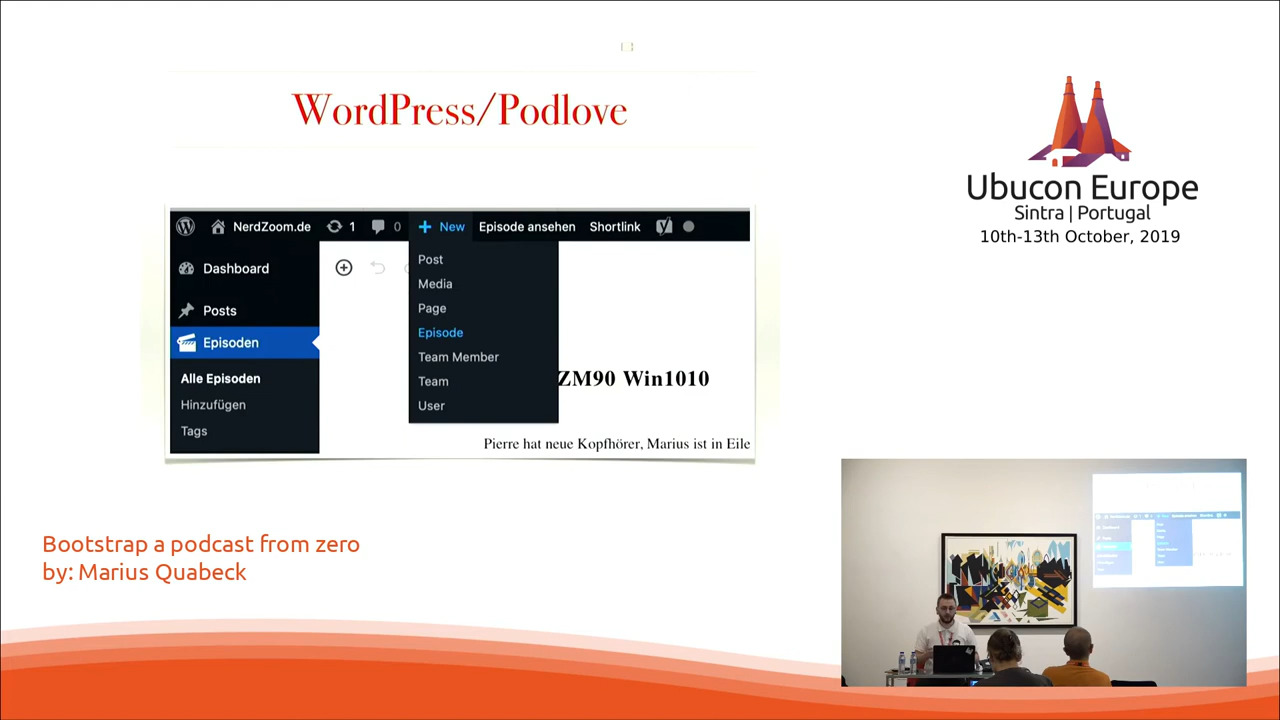 WordPress/Podlove
NerdZoom.de 1 0 New Episode ansehen Shortlink
Dashboard
Posts
Episoden
Alle Episoden
Hinzufügen
Tags
Post
Media
Page
Episode
Team Member
Team
User
ZM90 Win1010
Pierre hat neue Kopfhörer, Marius ist in Eile
Ubucon Europe
Sintra | Portugal
10th-13th October, 2019
Bootstrap a podcast from zero
by: Marius Quabeck